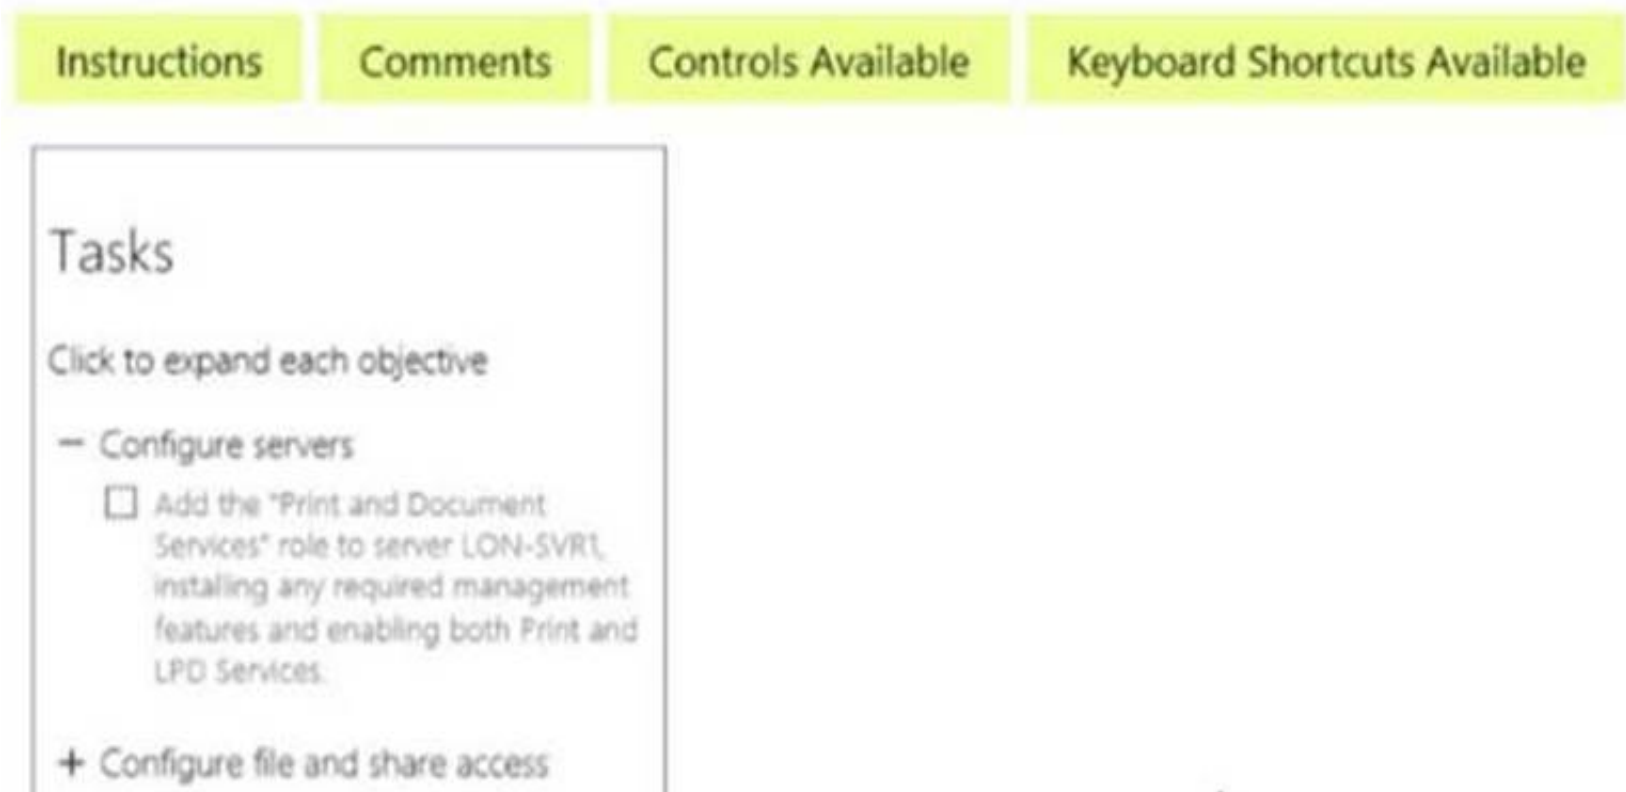 Instructions Comments Controls Available Keyboard Shortcuts Available
Tasks
Click to expand each objective
− Configure servers
Add the "Print and Document
Services" role to server LON-SVR1,
installing any required management
features and enabling both Print and
LPD Services.
+ Configure file and share access